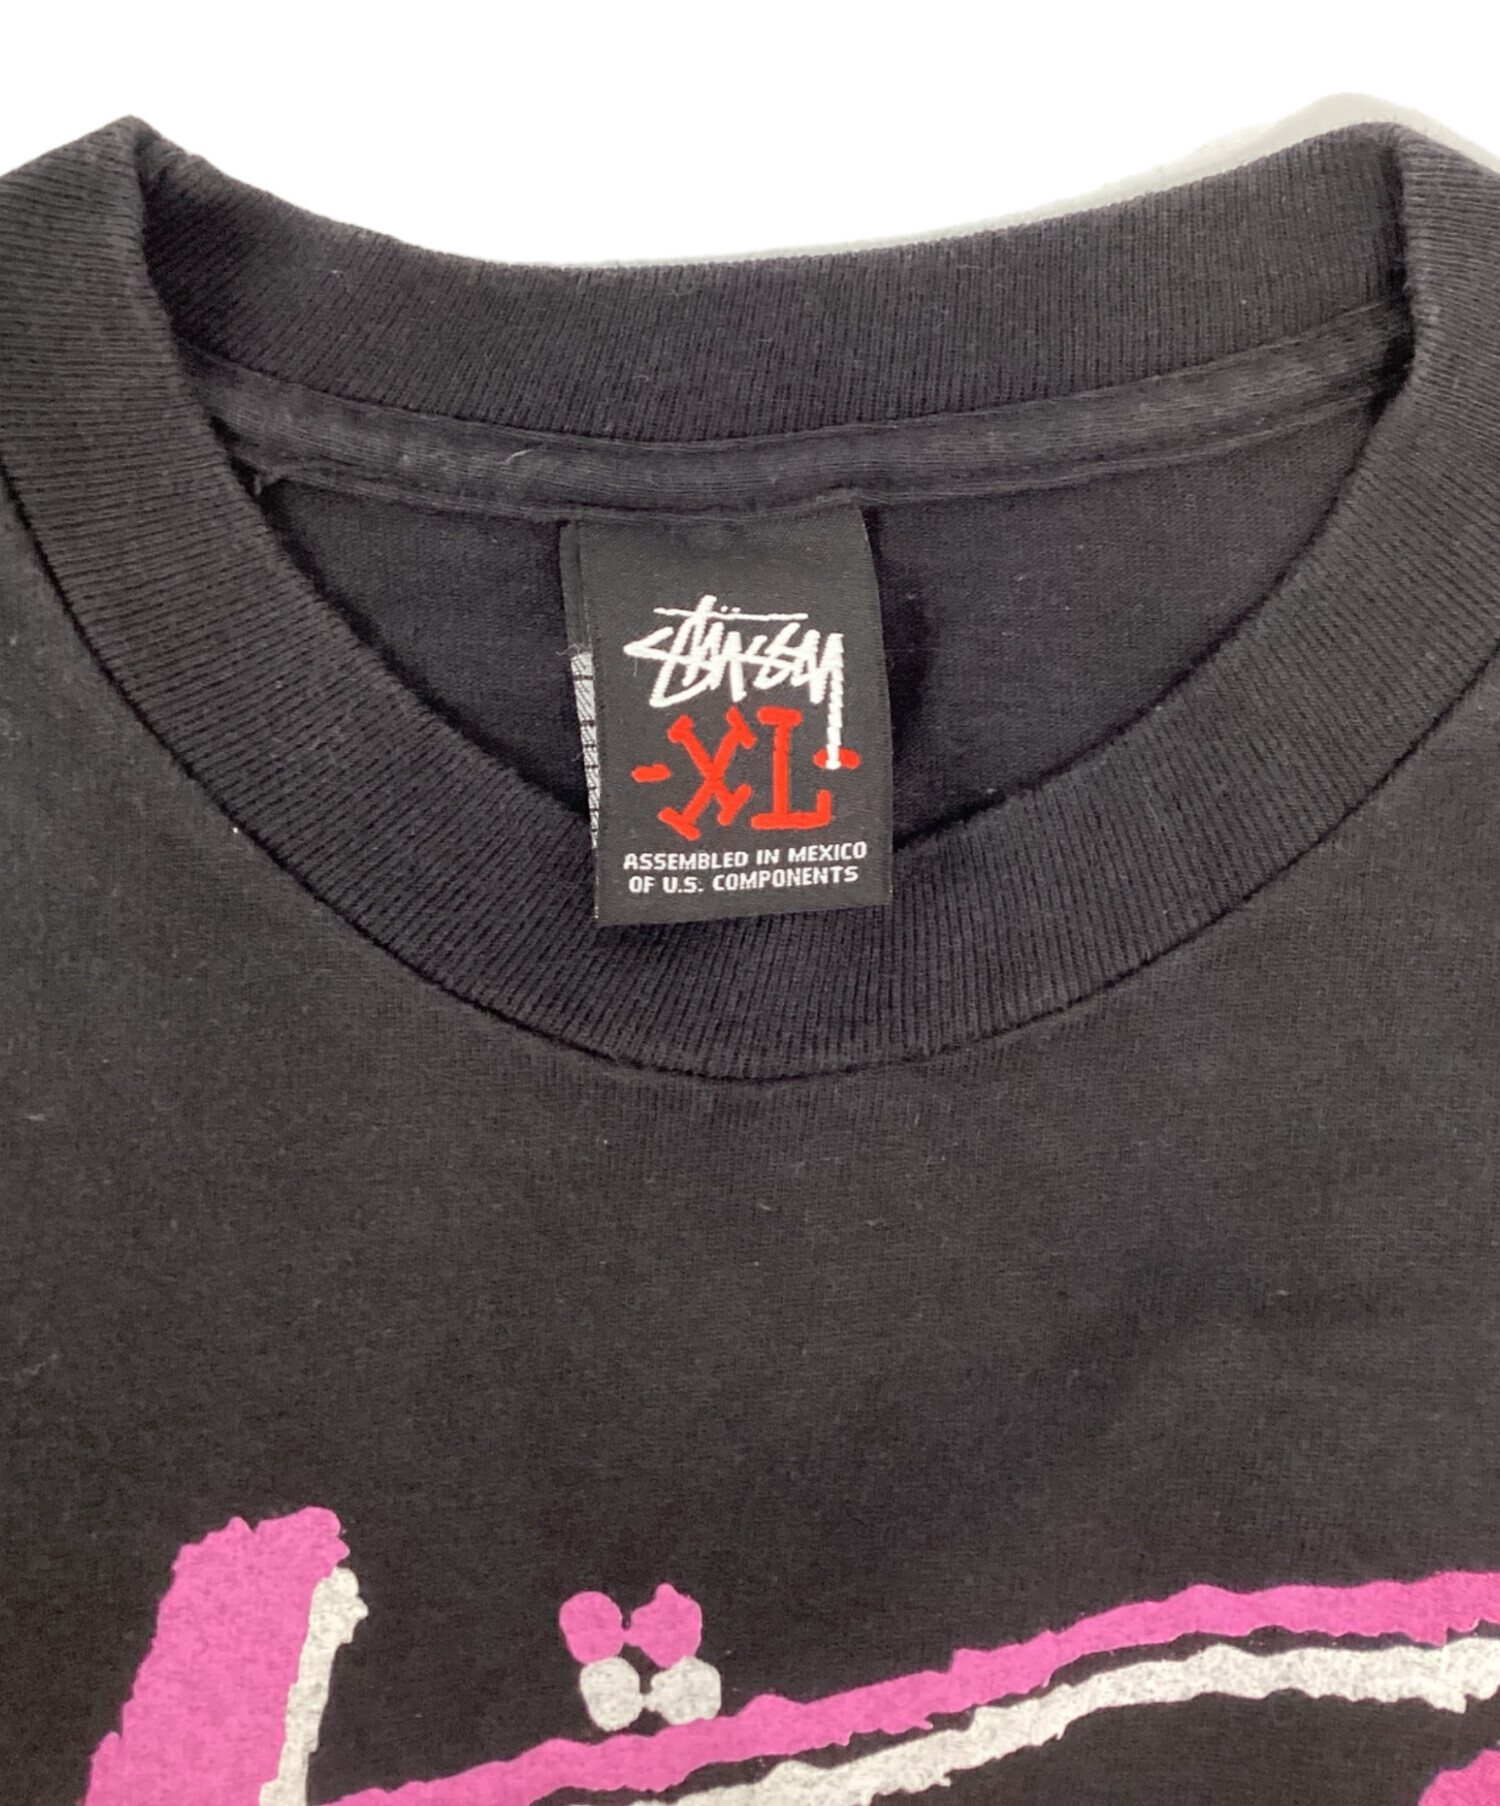 Stüssy
-XL-
ASSEMBLED IN MEXICO
OF U.S. COMPONENTS